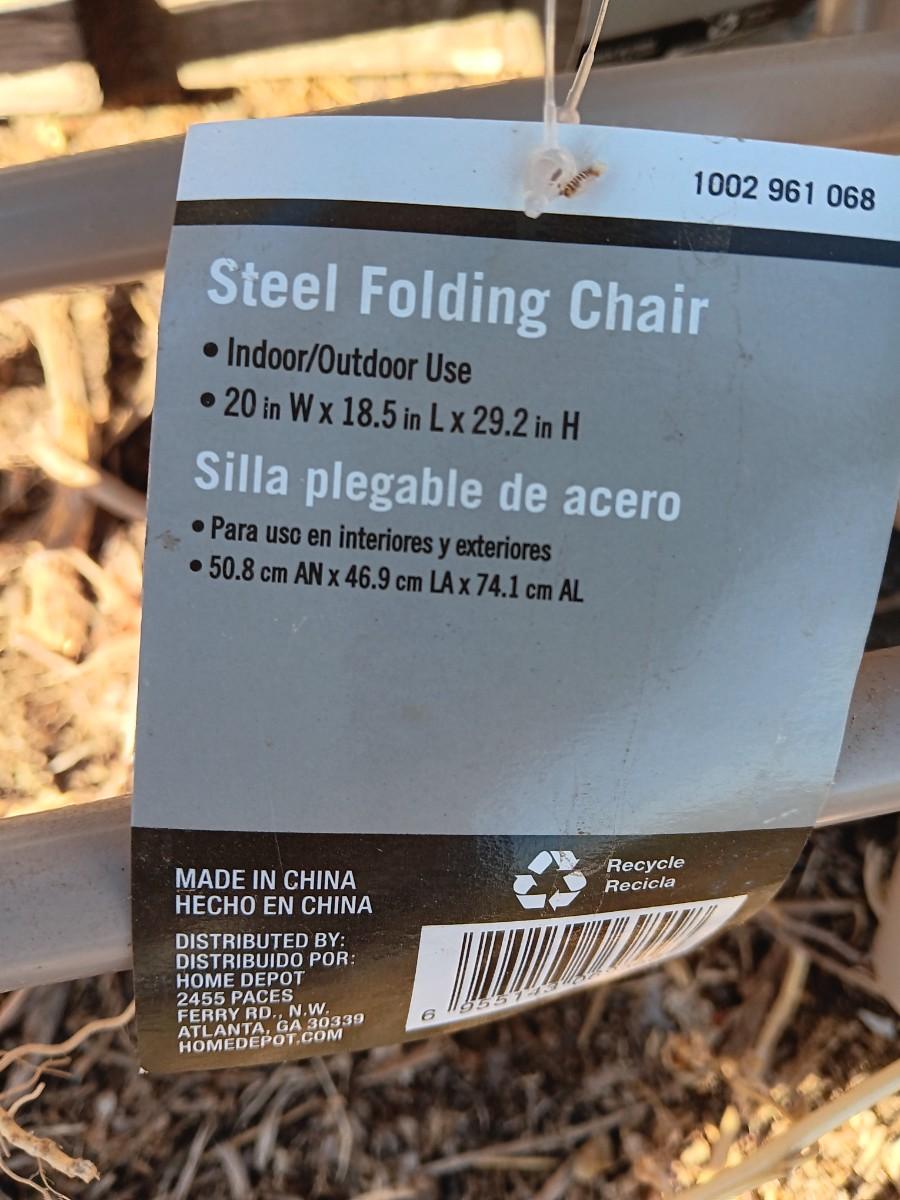 1002 961 068
Steel Folding Chair
• Indoor/Outdoor Use
• 20 in W x 18.5 in L x 29.2 in H
Silla plegable de acero
• Para uso en interiores y exteriores
• 50.8 cm AN x 46.9 cm LA x 74.1 cm AL
MADE IN CHINA
HECHO EN CHINA
DISTRIBUTED BY:
DISTRIBUIDO POR:
HOME DEPOT
2455 PACES
FERRY RD., N.W.
ATLANTA, GA 30339
HOMEDEPOT.COM
Recycle
Recicla
6 955143